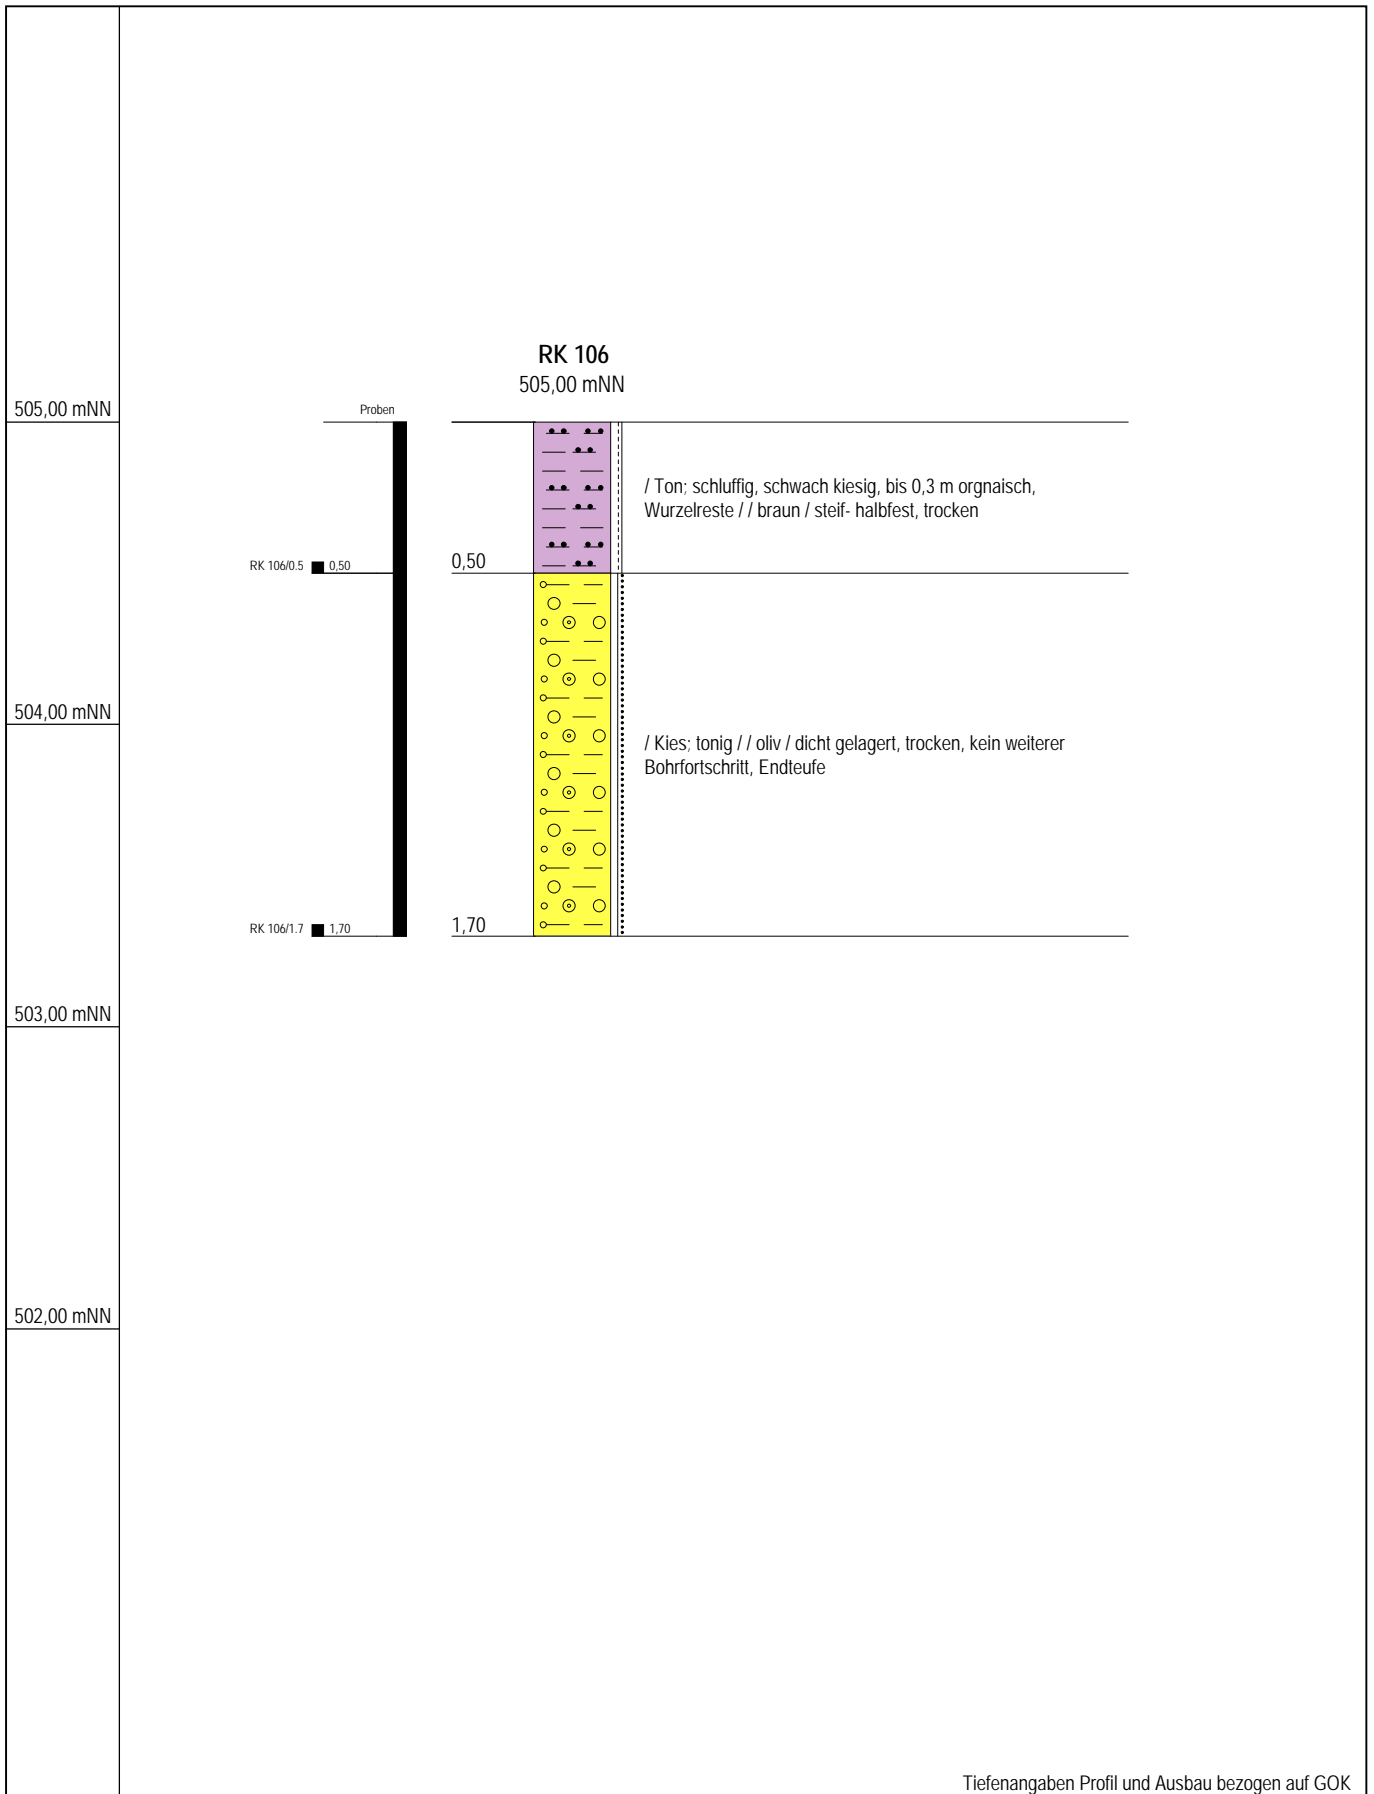 RK 106
505,00 mNN
505,00 mNN
Proben
/ Ton; schluffig, schwach kiesig, bis 0,3 m orgnaisch,
Wurzelreste / / braun / steif- halbfest, trocken
RK 106/0.5 0,50
0,50
504,00 mNN
/ Kies; tonig / / oliv / dicht gelagert, trocken, kein weiterer
Bohrfortschritt, Endteufe
RK 106/1.7 1,70
1,70
503,00 mNN
502,00 mNN
Tiefenangaben Profil und Ausbau bezogen auf GOK